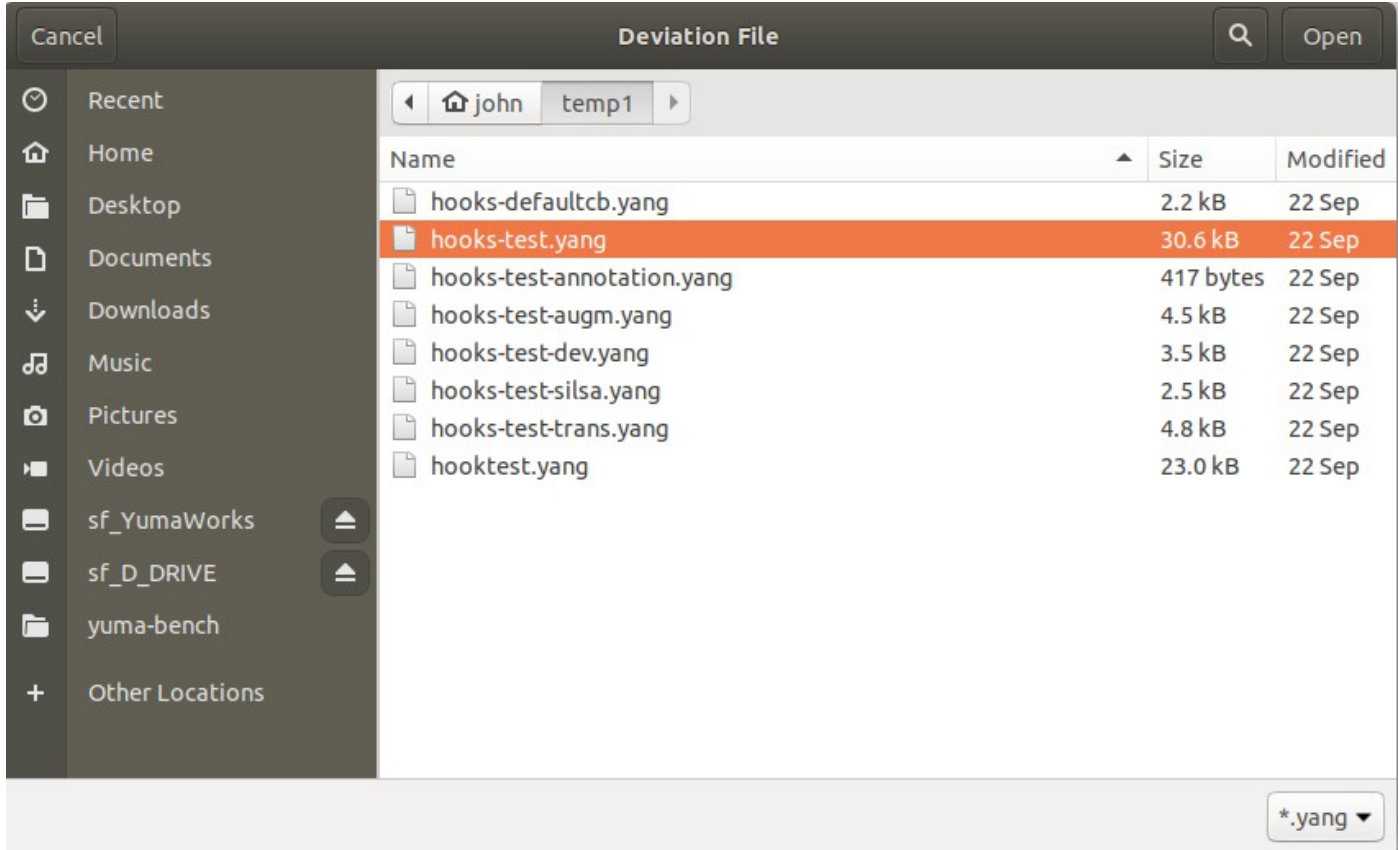 Cancel Deviation File Open
Recent
Home
Desktop
Documents
Downloads
Music
Pictures
Videos
sf_YumaWorks
sf_D_DRIVE
yuma-bench
+ Other Locations
john temp1
Name Size Modified
hooks-defaultcb.yang 2.2 kB 22 Sep
hooks-test.yang 30.6 kB 22 Sep
hooks-test-annotation.yang 417 bytes 22 Sep
hooks-test-augm.yang 4.5 kB 22 Sep
hooks-test-dev.yang 3.5 kB 22 Sep
hooks-test-silsa.yang 2.5 kB 22 Sep
hooks-test-trans.yang 4.8 kB 22 Sep
hooktest.yang 23.0 kB 22 Sep
*.yang